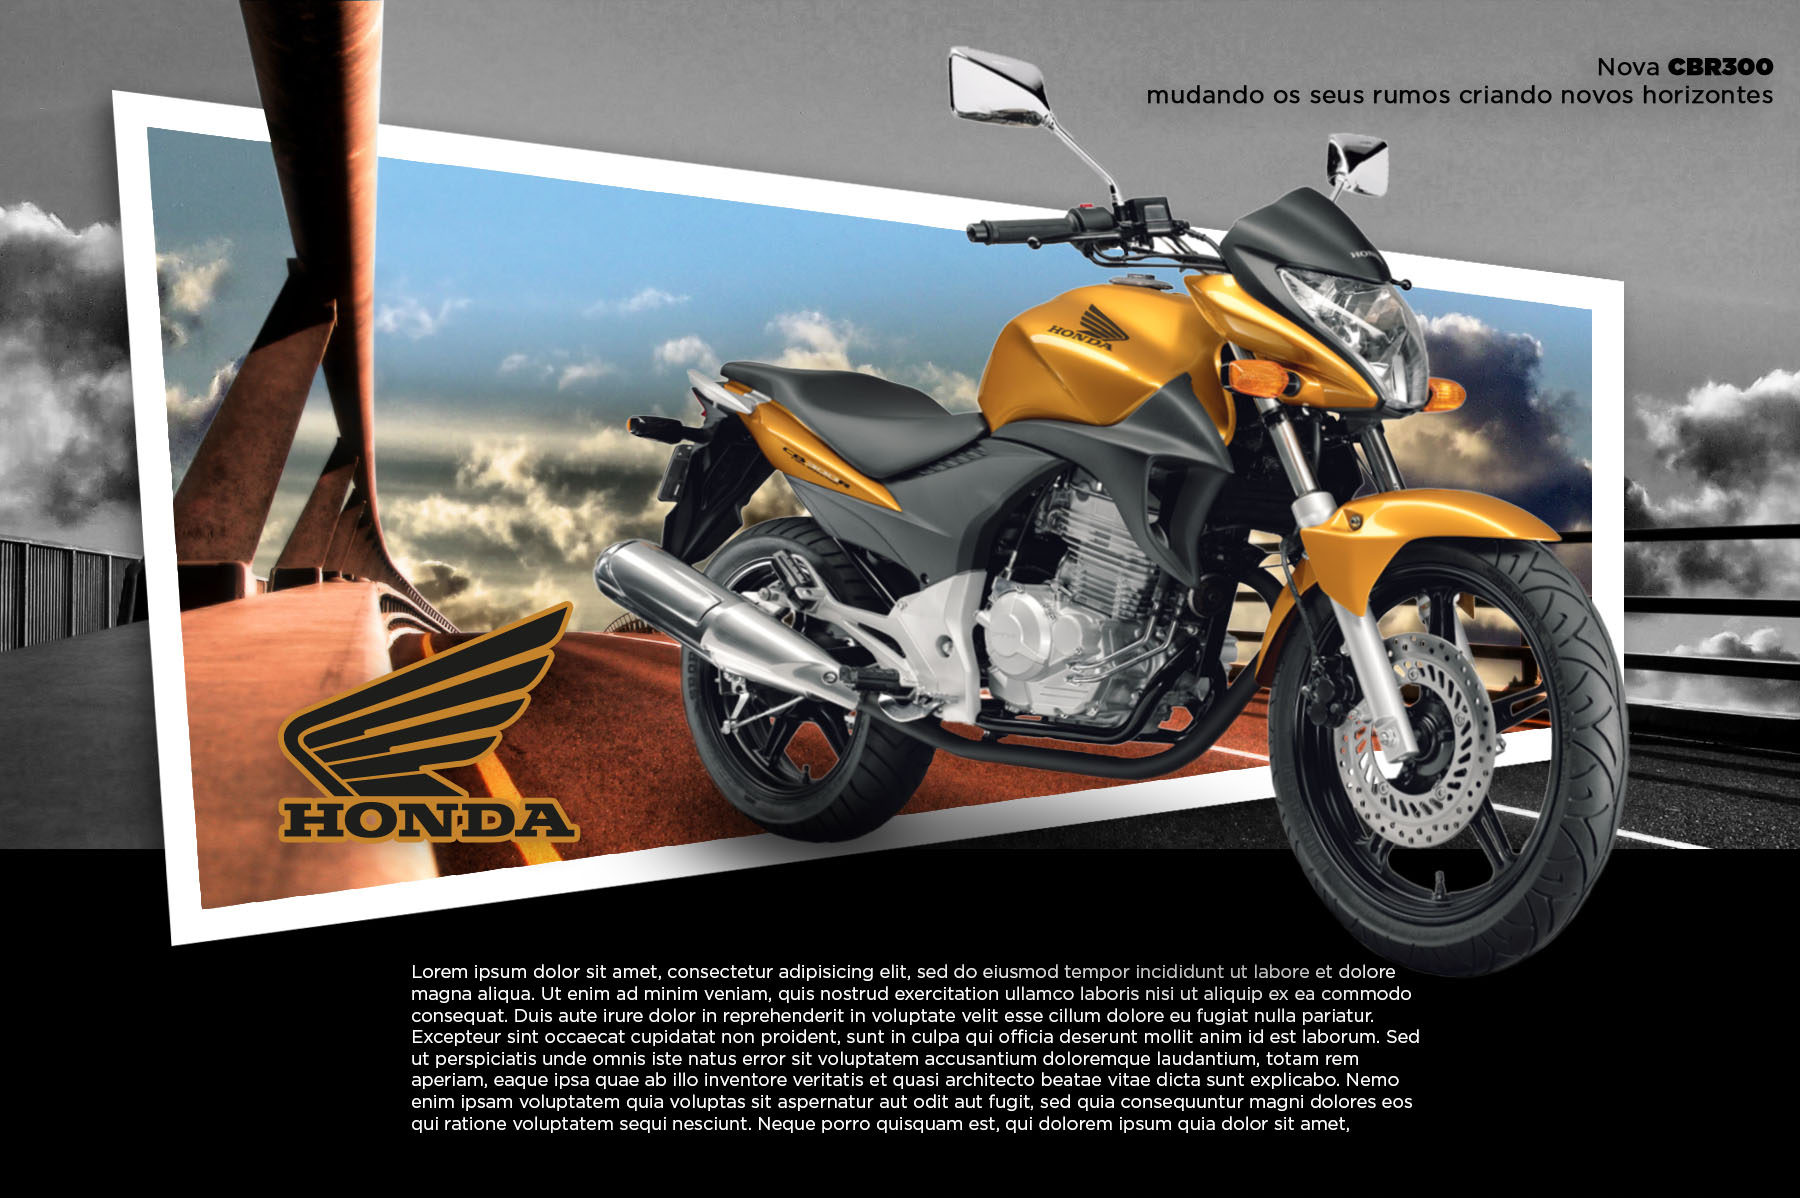 Nova CBR300
mudando os seus rumos criando novos horizontes
HONDA
HONDA
CB 300R
HONDA
Lorem ipsum dolor sit amet, consectetur adipisicing elit, sed do eiusmod tempor incididunt ut labore et dolore
magna aliqua. Ut enim ad minim veniam, quis nostrud exercitation ullamco laboris nisi ut aliquip ex ea commodo
consequat. Duis aute irure dolor in reprehenderit in voluptate velit esse cillum dolore eu fugiat nulla pariatur.
Excepteur sint occaecat cupidatat non proident, sunt in culpa qui officia deserunt mollit anim id est laborum. Sed
ut perspiciatis unde omnis iste natus error sit voluptatem accusantium doloremque laudantium, totam rem
aperiam, eaque ipsa quae ab illo inventore veritatis et quasi architecto beatae vitae dicta sunt explicabo. Nemo
enim ipsam voluptatem quia voluptas sit aspernatur aut odit aut fugit, sed quia consequuntur magni dolores eos
qui ratione voluptatem sequi nesciunt. Neque porro quisquam est, qui dolorem ipsum quia dolor sit amet,